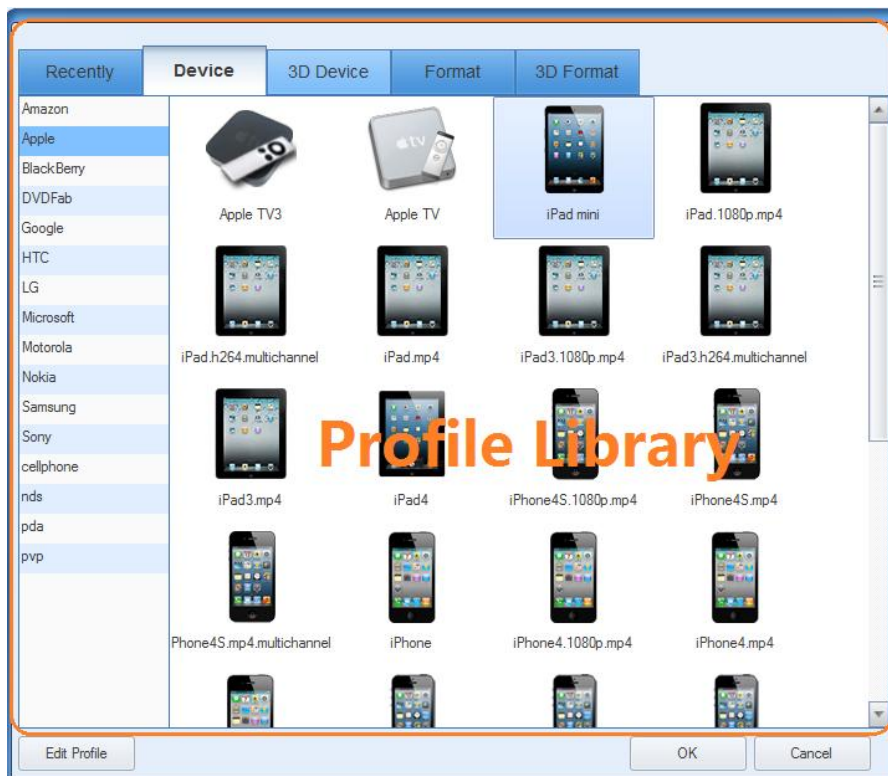 Recently Device 3D Device Format 3D Format
Amazon
Apple
BlackBerry
DVDFab
Google
HTC
LG
Microsoft
Motorola
Nokia
Samsung
Sony
cellphone
nds
pda
pvp
tv
Apple TV3 Apple TV iPad mini iPad.1080p.mp4
iPad.h264.multichannel iPad.mp4 iPad3.1080p.mp4 iPad3.h264.multichannel
Profile Library
iPad3.mp4 iPad4 iPhone4S.1080p.mp4 iPhone4S.mp4
Phone4S.mp4.multichannel iPhone iPhone4.1080p.mp4 iPhone4.mp4
Edit Profile OK Cancel